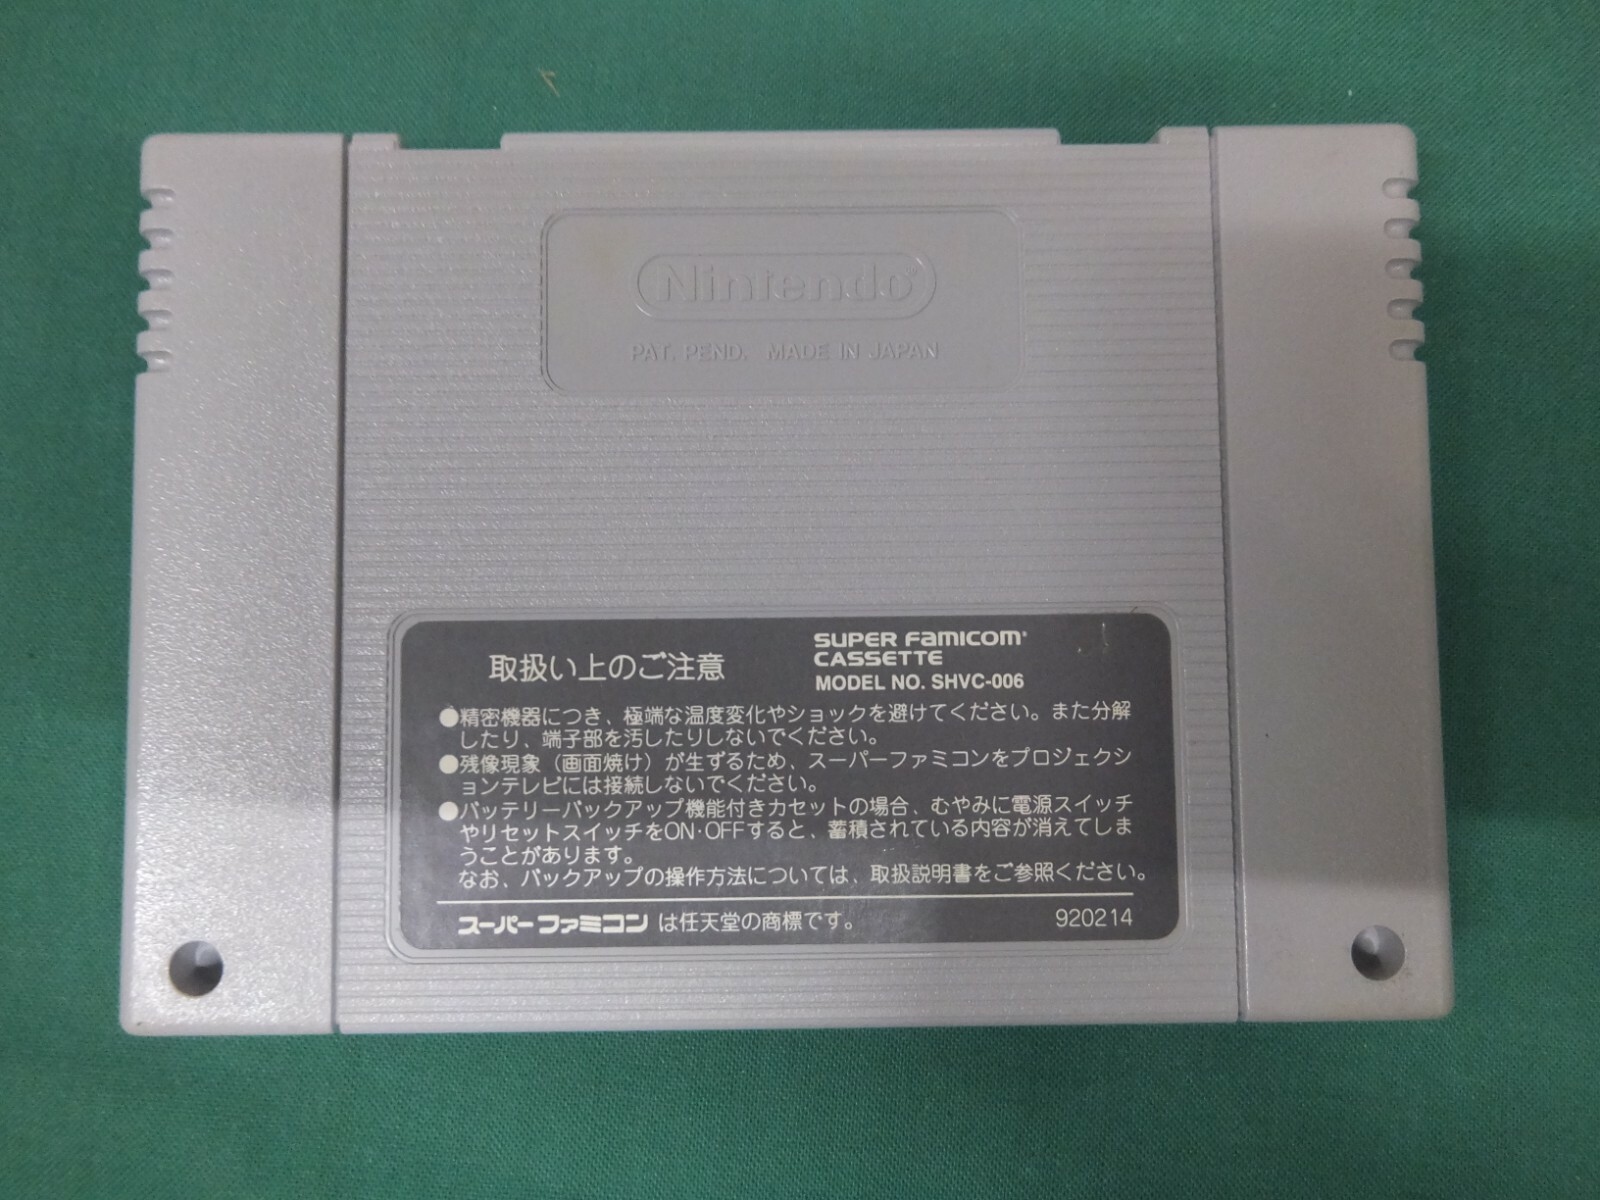 Nintendo®
PAT. PEND. MADE IN JAPAN
取扱い上のご注意
SUPER FAMICOM®
CASSETTE
MODEL NO. SHVC-006
●精密機器につき、極端な温度変化やショックを避けてください。また分解
したり、端子部を汚したりしないでください。
●残像現象（画面焼け）が生ずるため、スーパーファミコンをプロジェクシ
ョンテレビには接続しないでください。
●バッテリーバックアップ機能付きカセットの場合、むやみに電源スイッチ
やリセットスイッチをON・OFFすると、蓄積されている内容が消えてしま
うことがあります。
なお、バックアップの操作方法については、取扱説明書をご参照ください。
スーパーファミコン は任天堂の商標です。 920214